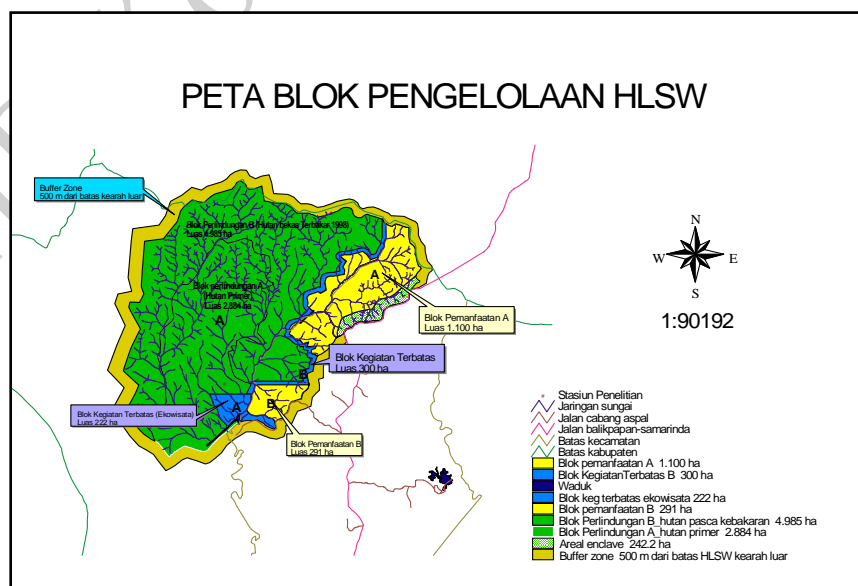 PETA BLOK PENGELOLAAN HLSW
Buffer Zone
500 m dari batas kearah luar
Blok Perlindungan B (Hutan bekas Terbakar 1998)
Luas 4.985 ha
Blok perlindungan A
(Hutan Primer)
Luas 2.884 ha
A
A
Blok Pemanfaatan A
Luas 1.100 ha
Blok Kegiatan Terbatas
Luas 300 ha
B
Blok Kegiatan Terbatas (Ekowisata)
Luas 222 ha
A
B
Blok Pemanfaatan B
Luas 291 ha
N
W
E
S
1:90192
Stasiun Penelitian
Jaringan sungai
Jalan cabang aspal
Jalan balikpapan-samarinda
Batas kecamatan
Batas kabupaten
Blok pemanfaatan A 1.100 ha
Blok KegiatanTerbatas B 300 ha
Waduk
Blok keg terbatas ekowisata 222 ha
Blok pemanfaatan B 291 ha
Blok Perlindungan B_hutan pasca kebakaran 4.985 ha
Blok Perlindungan A_hutan primer 2.884 ha
Areal enclave 242.2 ha
Buffer zone 500 m dari batas HLSW kearah luar